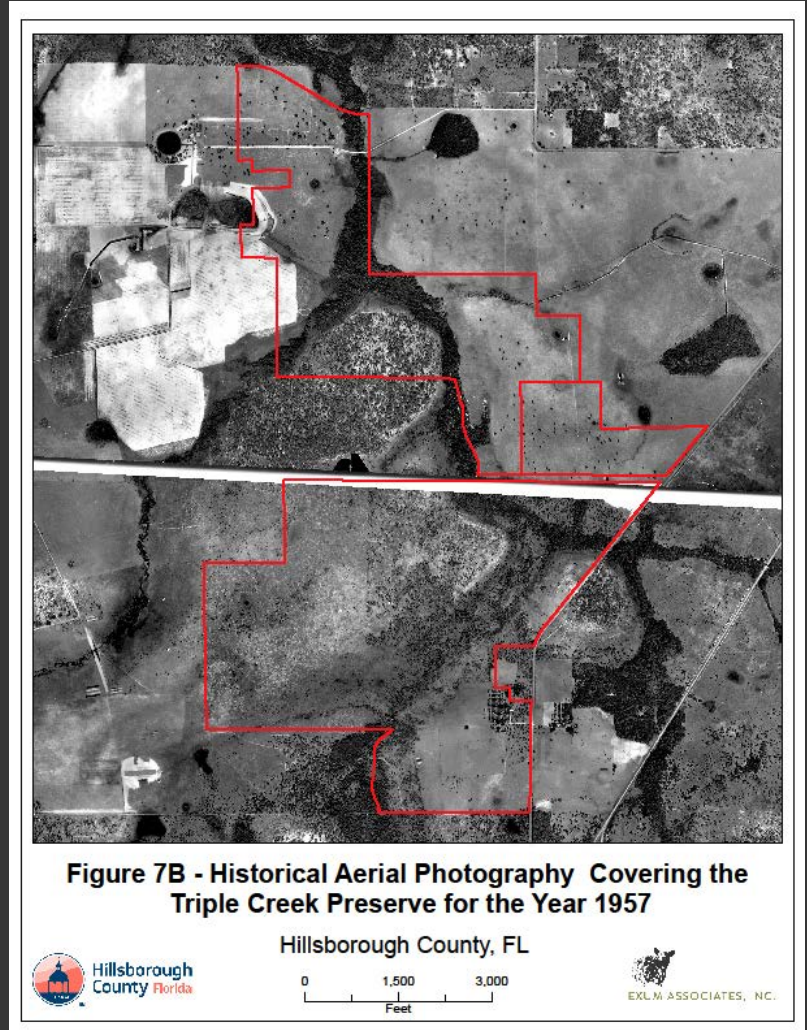 Figure 7B - Historical Aerial Photography Covering the
Triple Creek Preserve for the Year 1957
Hillsborough County, FL
Hillsborough
County Florida
0 1,500 3,000
Feet
EXUM ASSOCIATES, INC.